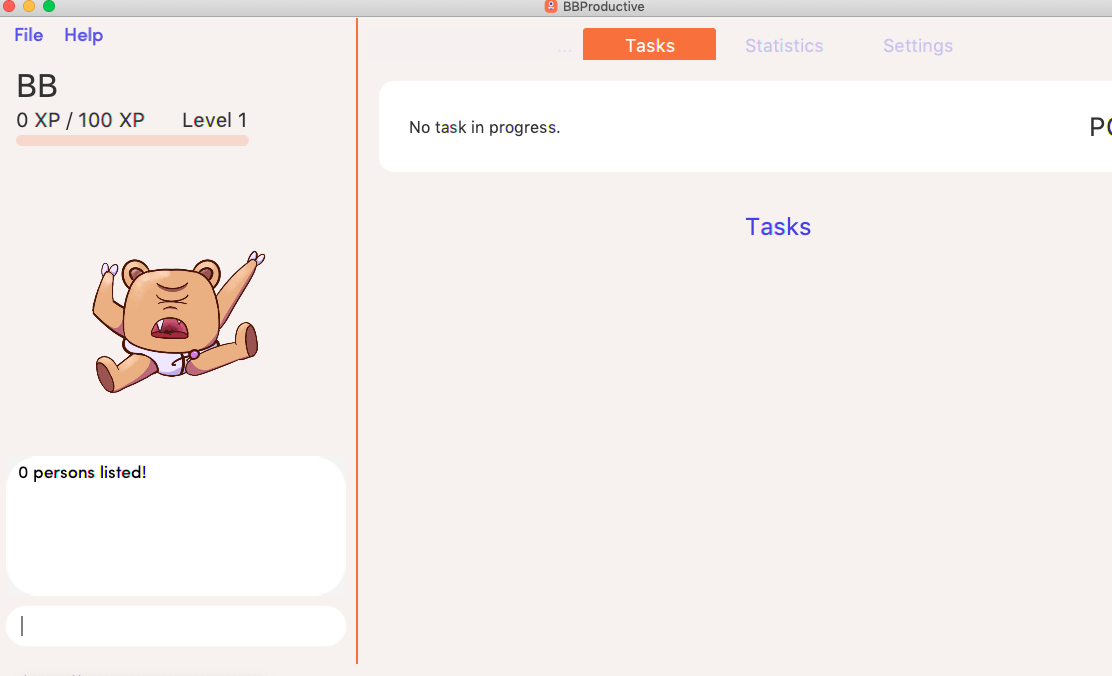 BBProductive
File Help
BB
0 XP / 100 XP Level 1
... Tasks Statistics Settings
No task in progress.
Tasks
0 persons listed!